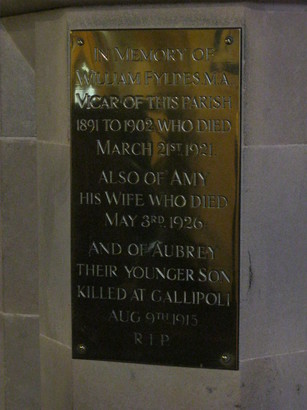 IN MEMORY OF
WILLIAM FYLDES M.A.
VICAR OF THIS PARISH
1891 TO 1902 WHO DIED
MARCH 21ST 1921.
ALSO OF AMY
HIS WIFE WHO DIED
MAY 3RD 1926
AND OF AUBREY
THEIR YOUNGER SON
KILLED AT GALLIPOLI
AUG 9TH 1915
R.I.P.